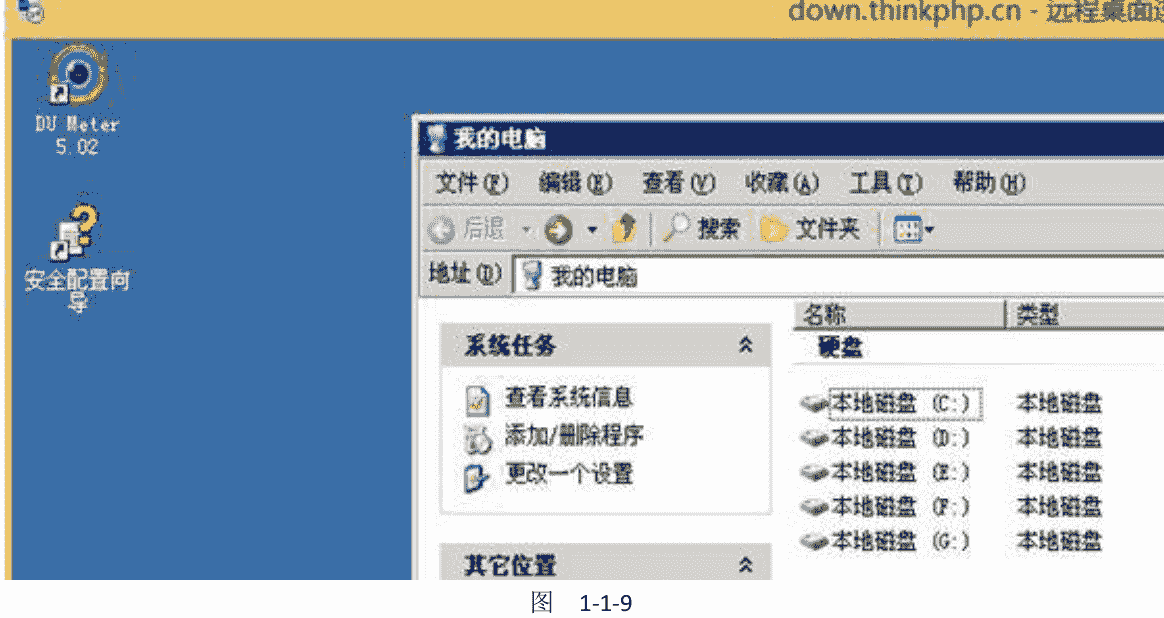 down.thinkphp.cn - 远程桌面连
DU Meter
5.02
安全配置向
导
我的电脑
文件(F) 编辑(E) 查看(V) 收藏(A) 工具(T) 帮助(H)
后退 搜索 文件夹
地址(D) 我的电脑
名称 类型
系统任务
硬盘
查看系统信息
添加/删除程序
更改一个设置
本地磁盘 (C:) 本地磁盘
本地磁盘 (D:) 本地磁盘
本地磁盘 (E:) 本地磁盘
本地磁盘 (F:) 本地磁盘
本地磁盘 (G:) 本地磁盘
其它位置
图 1-1-9